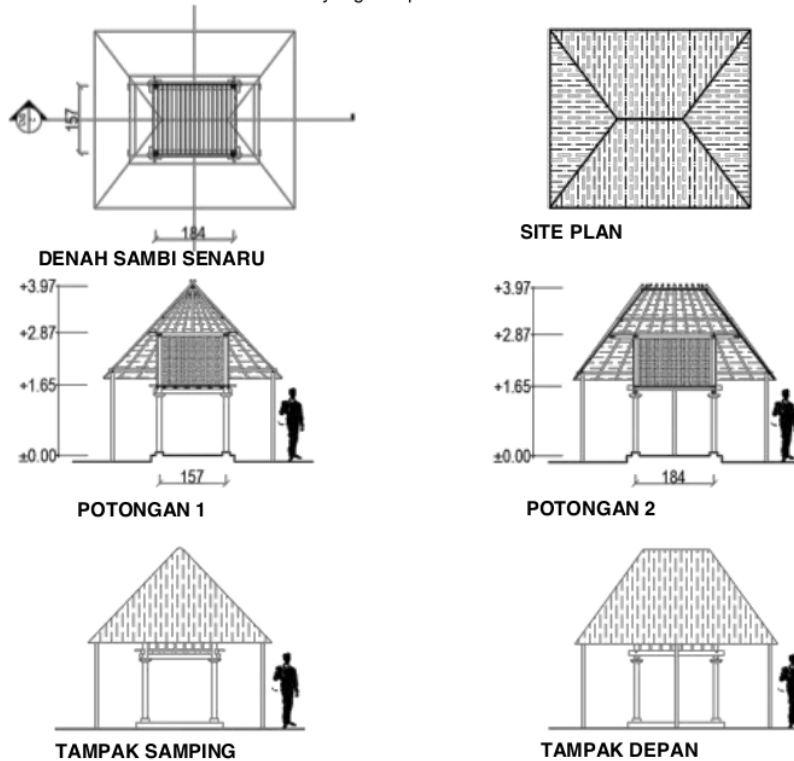 157
184
DENAH SAMBI SENARU
SITE PLAN
+3.97
+2.87
+1.65
±0.00
157
POTONGAN 1
+3.97
+2.87
+1.65
±0.00
184
POTONGAN 2
TAMPAK SAMPING
TAMPAK DEPAN